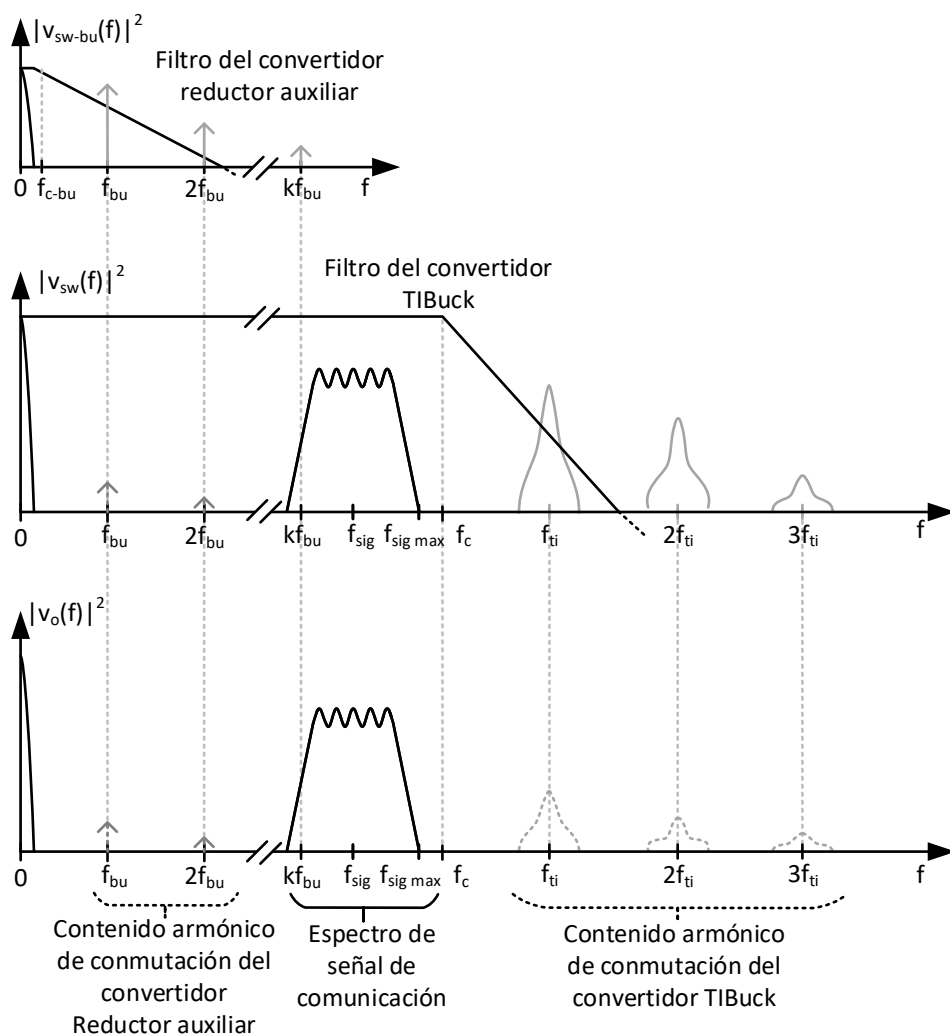 |v_sw-bu(f)|²
Filtro del convertidor
reductor auxiliar
0 f_c-bu f_bu 2f_bu kf_bu f
|v_sw(f)|²
Filtro del convertidor
TIBuck
0 f_bu 2f_bu kf_bu f_sig f_sig max f_c f_ti 2f_ti 3f_ti f
|v_o(f)|²
0 f_bu 2f_bu kf_bu f_sig f_sig max f_c f_ti 2f_ti 3f_ti f
Contenido armónico
de conmutación del
convertidor
Reductor auxiliar
Espectro de
señal de
comunicación
Contenido armónico
de conmutación del
convertidor TIBuck